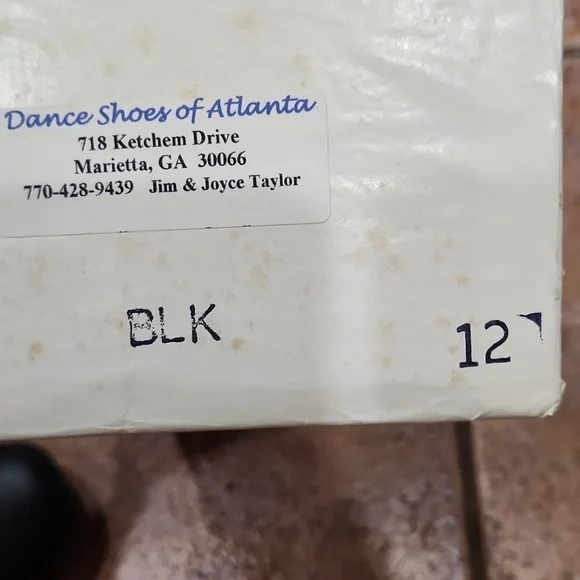 Dance Shoes of Atlanta
718 Ketchem Drive
Marietta, GA 30066
770-428-9439 Jim & Joyce Taylor
BLK 12